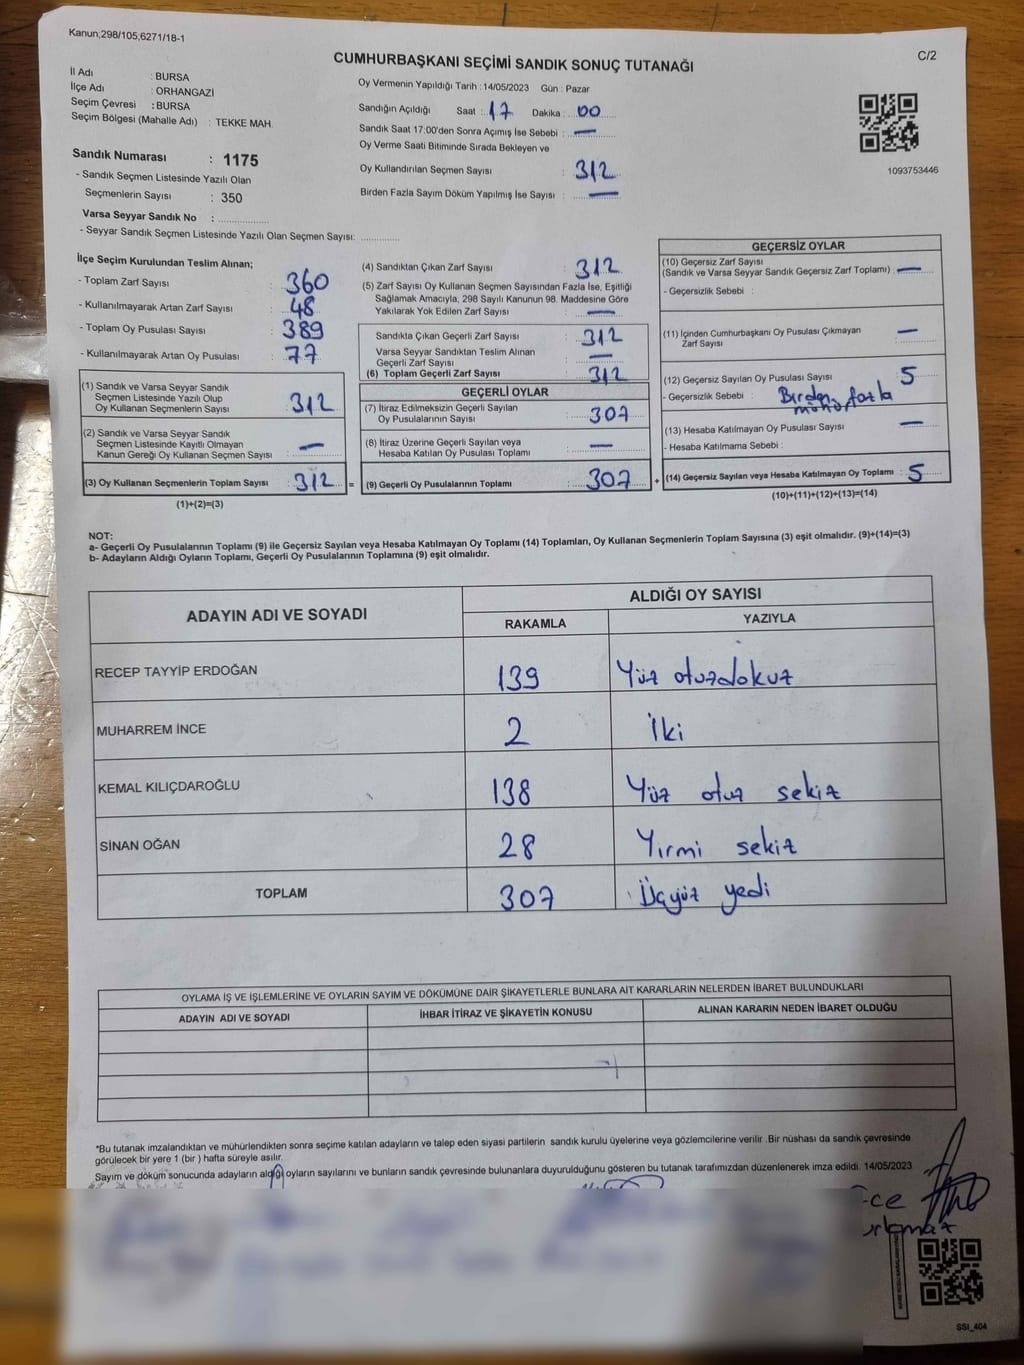 Kanun;298/105,6271/18-1
C/2
CUMHURBAŞKANI SEÇİMİ SANDIK SONUÇ TUTANAĞI
İl Adı : BURSA
İlçe Adı : ORHANGAZİ
Seçim Çevresi : BURSA
Seçim Bölgesi (Mahalle Adı) : TEKKE MAH.
Sandık Numarası : 1175
- Sandık Seçmen Listesinde Yazılı Olan
Seçmenlerin Sayısı : 350
Varsa Seyyar Sandık No :
- Seyyar Sandık Seçmen Listesinde Yazılı Olan Seçmen Sayısı:
Oy Vermenin Yapıldığı Tarih : 14/05/2023 Gün : Pazar
Sandığın Açıldığı Saat : 17 Dakika : 00
Sandık Saat 17:00'den Sonra Açımış İse Sebebi : —
Oy Verme Saati Bitiminde Sırada Bekleyen ve
Oy Kullandırılan Seçmen Sayısı : 312
Birden Fazla Sayım Döküm Yapılmış İse Sayısı : —
1093753446
İlçe Seçim Kurulundan Teslim Alınan;
- Toplam Zarf Sayısı : 360
- Kullanılmayarak Artan Zarf Sayısı : 48
- Toplam Oy Pusulası Sayısı : 389
- Kullanılmayarak Artan Oy Pusulası : 77
(1) Sandık ve Varsa Seyyar Sandık
Seçmen Listesinde Yazılı Olup
Oy Kullanan Seçmenlerin Sayısı : 312
(2) Sandık ve Varsa Seyyar Sandık
Seçmen Listesinde Kayıtlı Olmayan
Kanun Gereği Oy Kullanan Seçmen Sayısı : —
(3) Oy Kullanan Seçmenlerin Toplam Sayısı : 312 =
(1)+(2)=(3)
(4) Sandıktan Çıkan Zarf Sayısı : 312
(5) Zarf Sayısı Oy Kullanan Seçmen Sayısından Fazla İse, Eşitliği
Sağlamak Amacıyla, 298 Sayılı Kanunun 98. Maddesine Göre
Yakılarak Yok Edilen Zarf Sayısı : —
Sandıkta Çıkan Geçerli Zarf Sayısı : 312
Varsa Seyyar Sandıktan Teslim Alınan
Geçerli Zarf Sayısı : —
(6) Toplam Geçerli Zarf Sayısı : 312
GEÇERLİ OYLAR
(7) İtiraz Edilmeksizin Geçerli Sayılan
Oy Pusulalarının Sayısı : 307
(8) İtiraz Üzerine Geçerli Sayılan veya
Hesaba Katılan Oy Pusulası Toplamı : —
(9) Geçerli Oy Pusulalarının Toplamı : 307 +
GEÇERSİZ OYLAR
(10) Geçersiz Zarf Sayısı
(Sandık ve Varsa Seyyar Sandık Geçersiz Zarf Toplamı) : —
- Geçersizlik Sebebi :
(11) İçinden Cumhurbaşkanı Oy Pusulası Çıkmayan
Zarf Sayısı : —
(12) Geçersiz Sayılan Oy Pusulası Sayısı : 5
- Geçersizlik Sebebi : Birden fazla
mühür
(13) Hesaba Katılmayan Oy Pusulası Sayısı : —
- Hesaba Katılmama Sebebi :
(14) Geçersiz Sayılan veya Hesaba Katılmayan Oy Toplamı : 5
(10)+(11)+(12)+(13)=(14)
NOT:
a- Geçerli Oy Pusulalarının Toplamı (9) ile Geçersiz Sayılan veya Hesaba Katılmayan Oy Toplamı (14) Toplamları, Oy Kullanan Seçmenlerin Toplam Sayısına (3) eşit olmalıdır. (9)+(14)=(3)
b- Adayların Aldığı Oyların Toplamı, Geçerli Oy Pusulalarının Toplamına (9) eşit olmalıdır.
ADAYIN ADI VE SOYADI
ALDIĞI OY SAYISI
RAKAMLA YAZIYLA
RECEP TAYYİP ERDOĞAN 139 Yüz otuzdokuz
MUHARREM İNCE 2 İki
KEMAL KILIÇDAROĞLU 138 Yüz otuz sekiz
SİNAN OĞAN 28 Yirmi sekiz
TOPLAM 307 Üçyüz yedi
OYLAMA İŞ VE İŞLEMLERİNE VE OYLARIN SAYIM VE DÖKÜMÜNE DAİR ŞİKAYETLERLE BUNLARA AİT KARARLARIN NELERDEN İBARET BULUNDUKLARI
ADAYIN ADI VE SOYADI İHBAR İTİRAZ VE ŞİKAYETİN KONUSU ALINAN KARARIN NEDEN İBARET OLDUĞU
*Bu tutanak imzalandıktan ve mühürlendikten sonra seçime katılan adayların ve talep eden siyasi partilerin sandık kurulu üyelerine veya gözlemcilerine verilir .Bir nüshası da sandık çevresinde
görülecek bir yere 1 (bir ) hafta süreyle asılır.
Sayım ve döküm sonucunda adayların aldığı oyların sayılarını ve bunların sandık çevresinde bulunanlara duyurulduğunu gösteren bu tutanak tarafımızdan düzenlenerek imza edildi. 14/05/2023
SSI_404